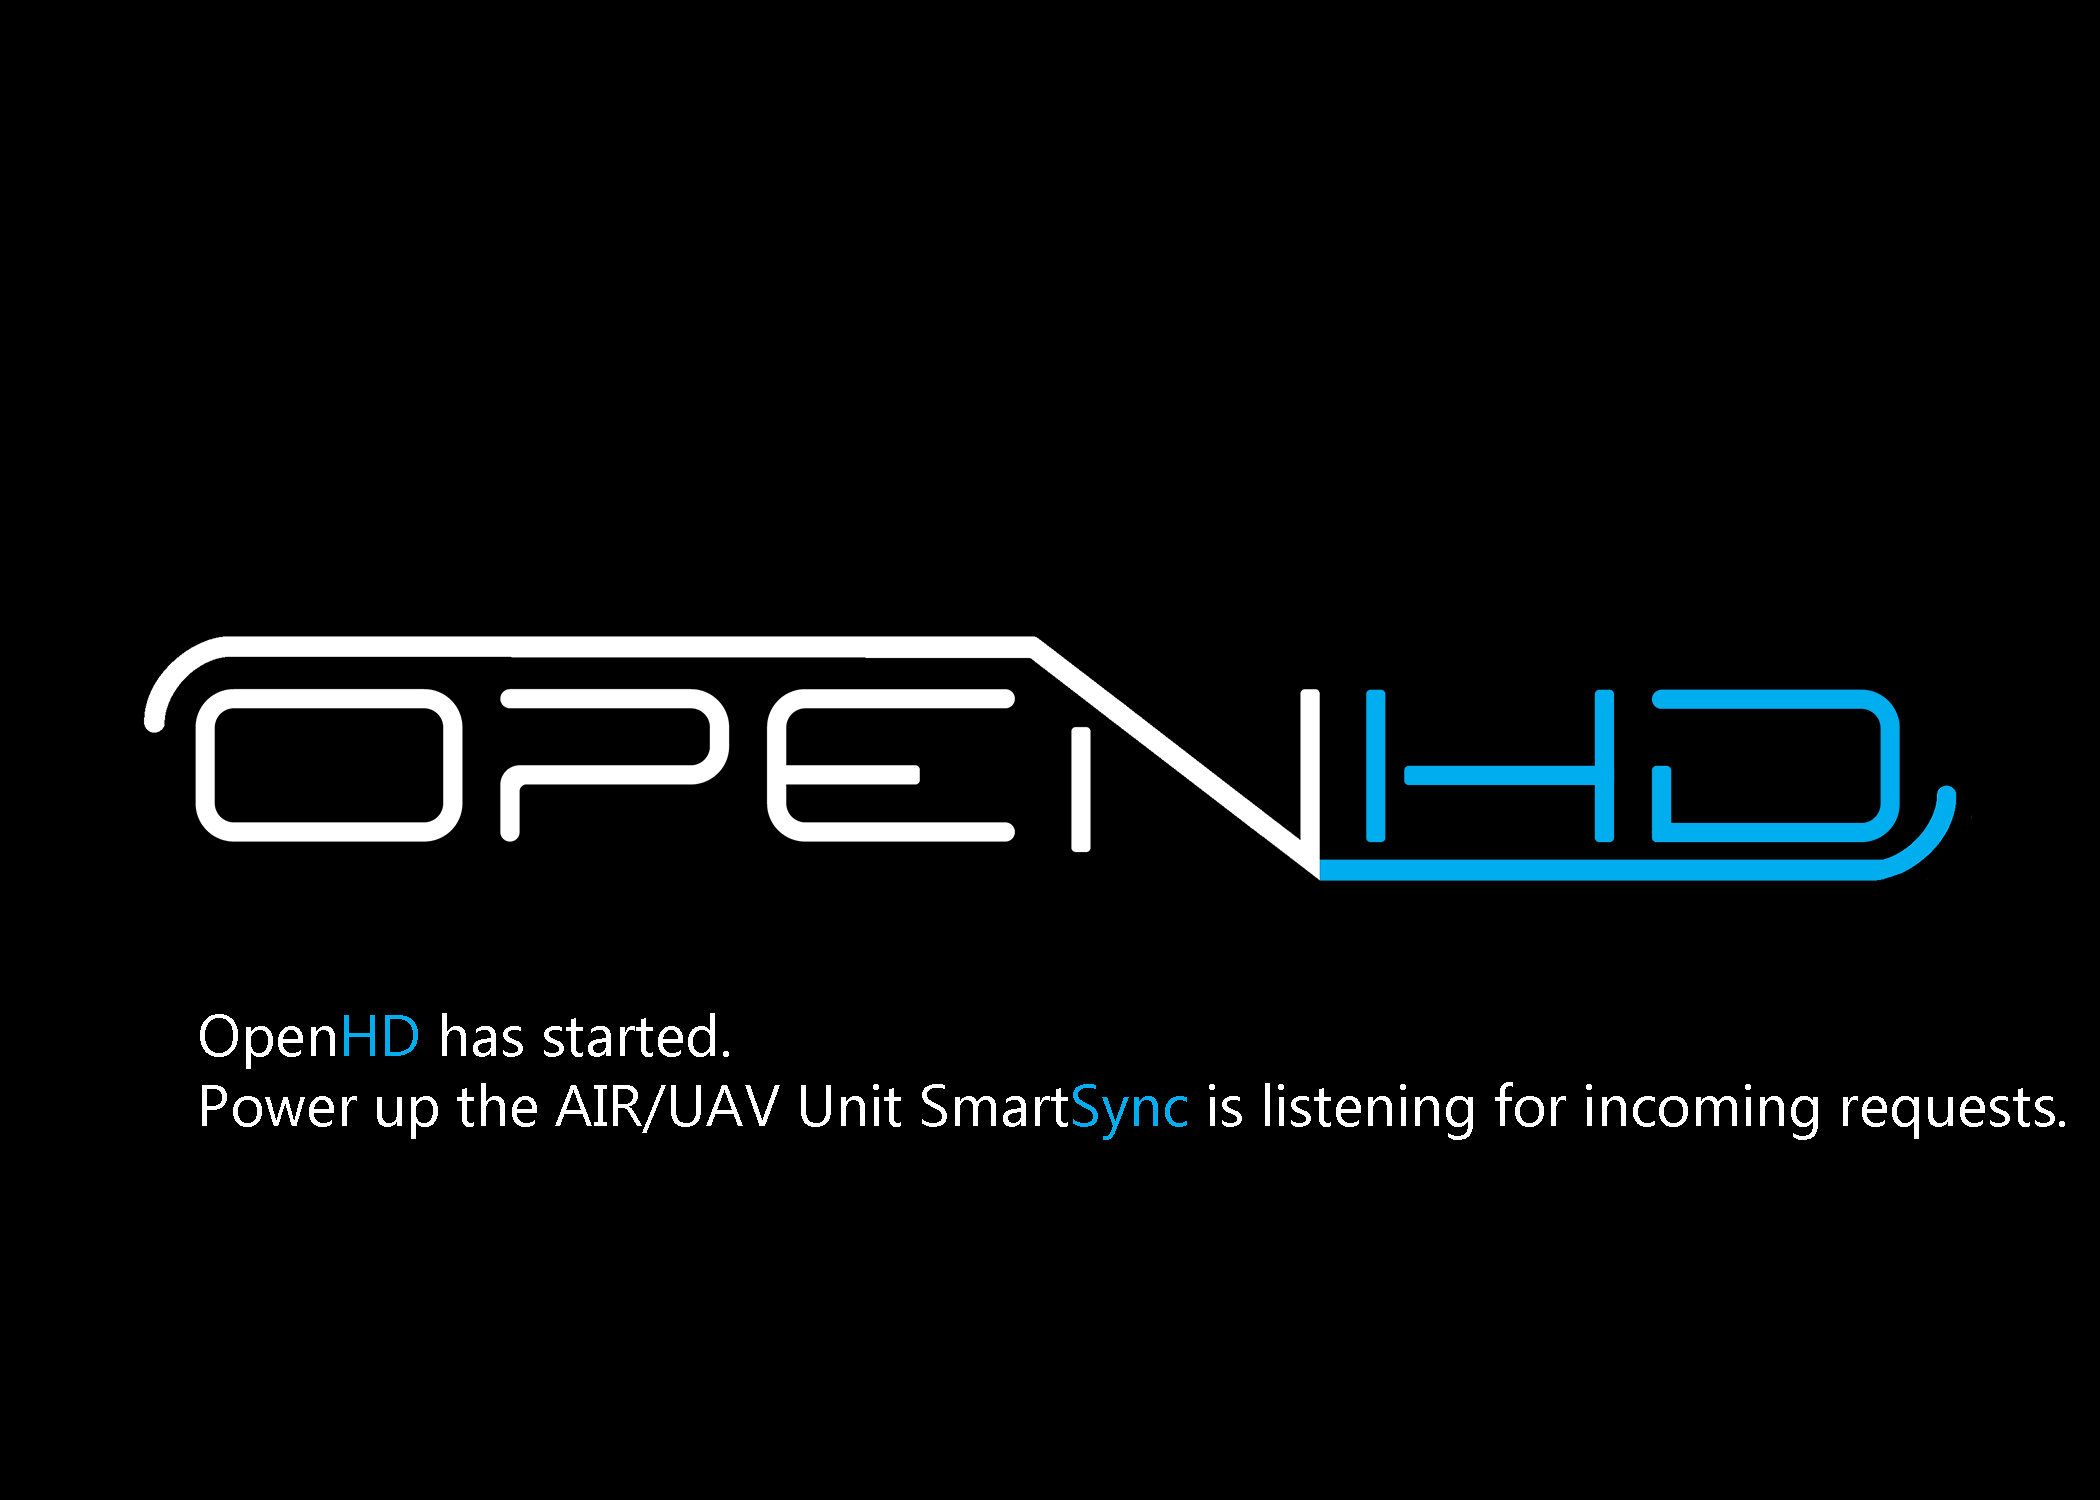 OPENHD
OpenHD has started.
Power up the AIR/UAV Unit SmartSync is listening for incoming requests.